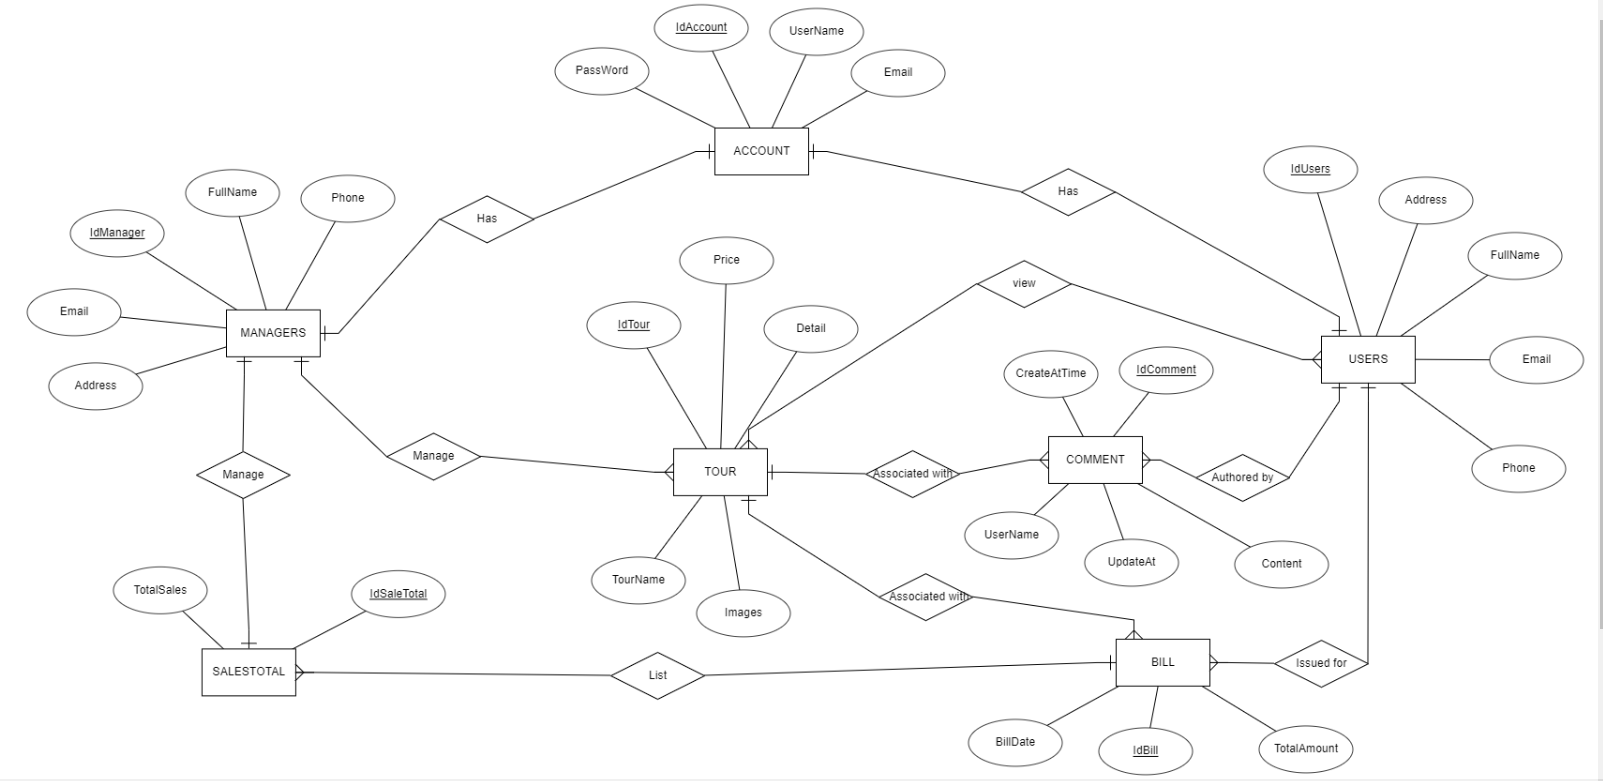 IdAccount
UserName
PassWord
Email
ACCOUNT
IdUsers
FullName
Phone
Has
Has
Address
IdManager
Price
FullName
view
Email
IdTour
Detail
MANAGERS
USERS
Email
Address
CreateAtTime
IdComment
Manage
Manage
TOUR
Associated with
COMMENT
Authored by
Phone
UserName
UpdateAt
Content
TotalSales
IdSaleTotal
TourName
Images
Associated with
SALESTOTAL
List
BILL
Issued for
BillDate
IdBill
TotalAmount